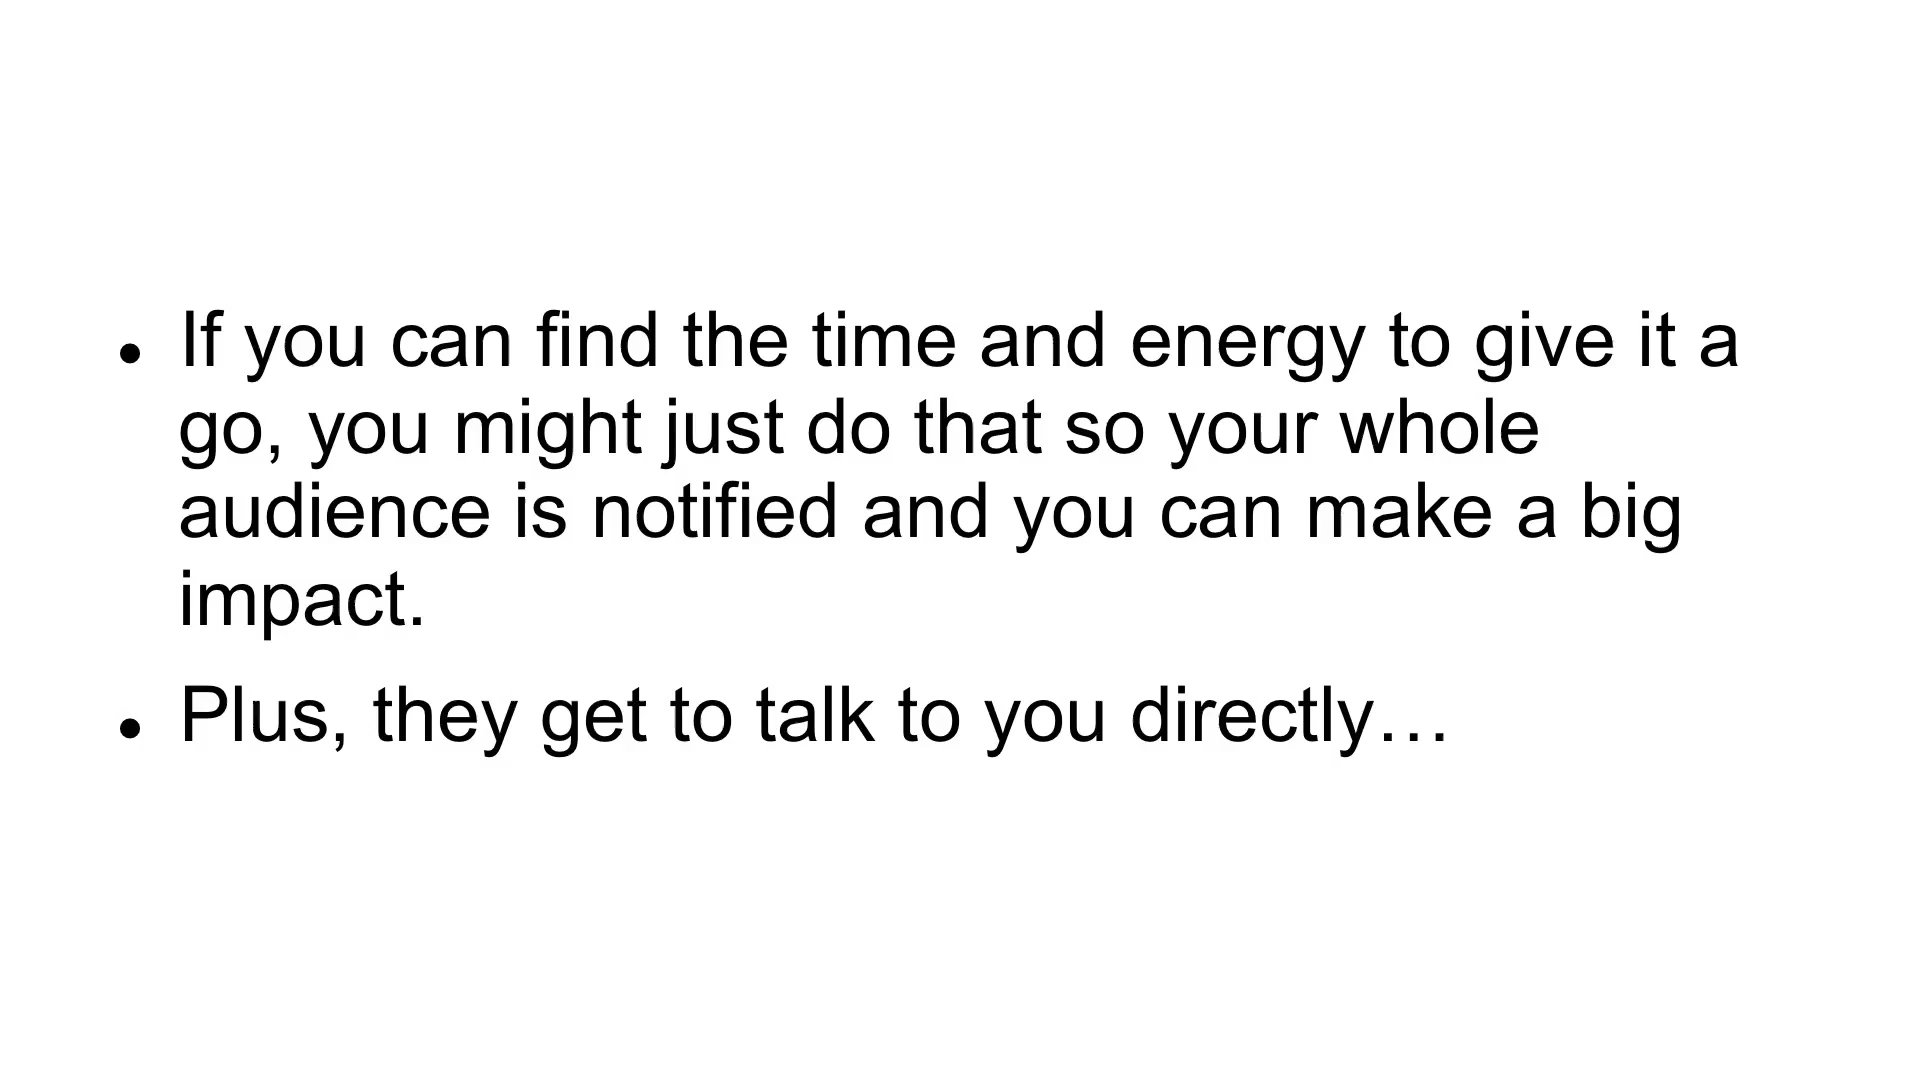 • If you can find the time and energy to give it a
go, you might just do that so your whole
audience is notified and you can make a big
impact.
• Plus, they get to talk to you directly…